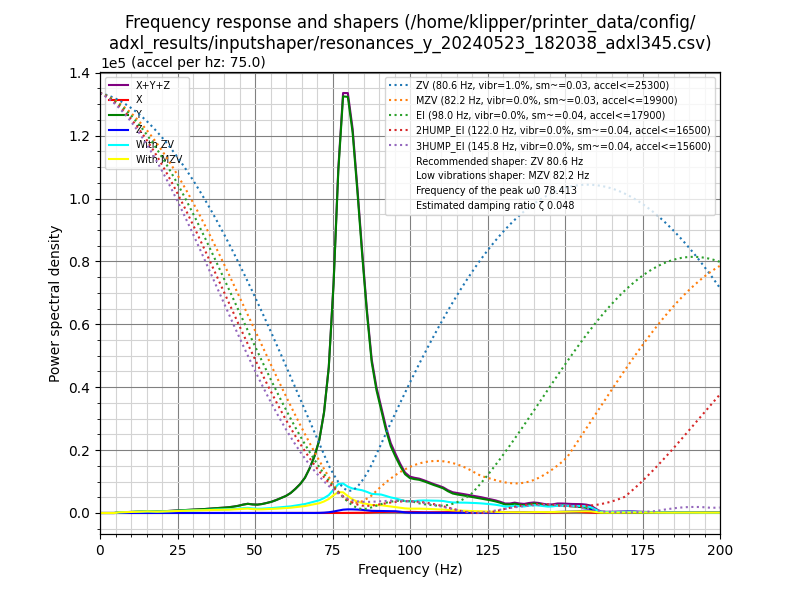 Frequency response and shapers (/home/klipper/printer_data/config/
adxl_results/inputshaper/resonances_y_20240523_182038_adxl345.csv)
1e5 (accel per hz: 75.0)
X+Y+Z
X
Y
Z
With ZV
With MZV
ZV (80.6 Hz, vibr=1.0%, sm~=0.03, accel<=25300)
MZV (82.2 Hz, vibr=0.0%, sm~=0.03, accel<=19900)
EI (98.0 Hz, vibr=0.0%, sm~=0.04, accel<=17900)
2HUMP_EI (122.0 Hz, vibr=0.0%, sm~=0.04, accel<=16500)
3HUMP_EI (145.8 Hz, vibr=0.0%, sm~=0.04, accel<=15600)
Recommended shaper: ZV 80.6 Hz
Low vibrations shaper: MZV 82.2 Hz
Frequency of the peak ω0 78.413
Estimated damping ratio ζ 0.048
Power spectral density
1.4
1.2
1.0
0.8
0.6
0.4
0.2
0.0
0 25 50 75 100 125 150 175 200
Frequency (Hz)